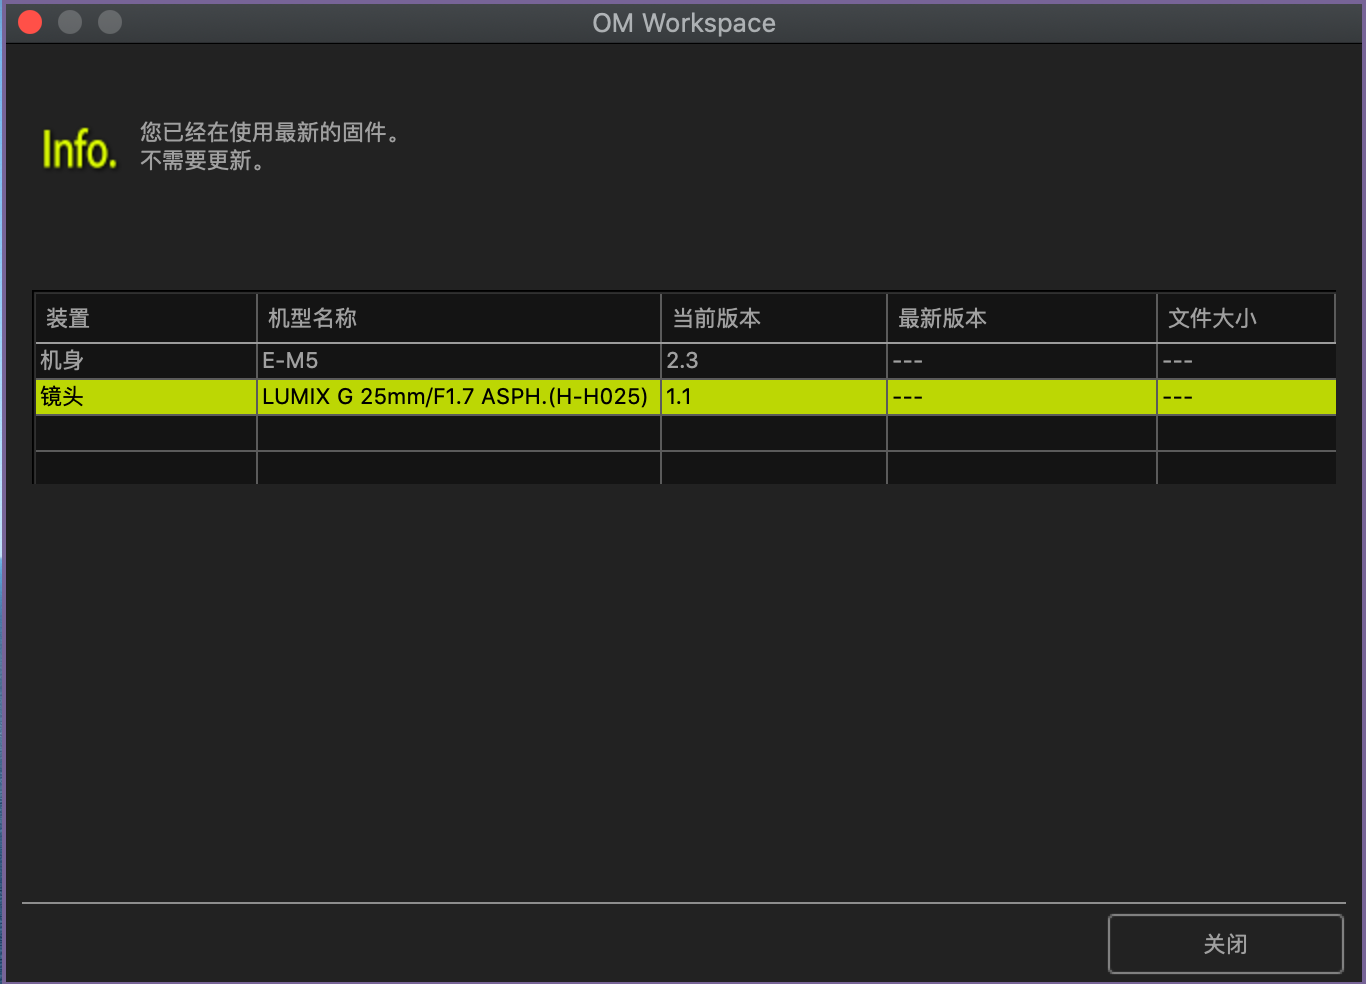 OM Workspace
Info.
您已经在使用最新的固件。
不需要更新。
装置 机型名称 当前版本 最新版本 文件大小
机身 E-M5 2.3 --- ---
镜头 LUMIX G 25mm/F1.7 ASPH.(H-H025) 1.1 --- ---
关闭